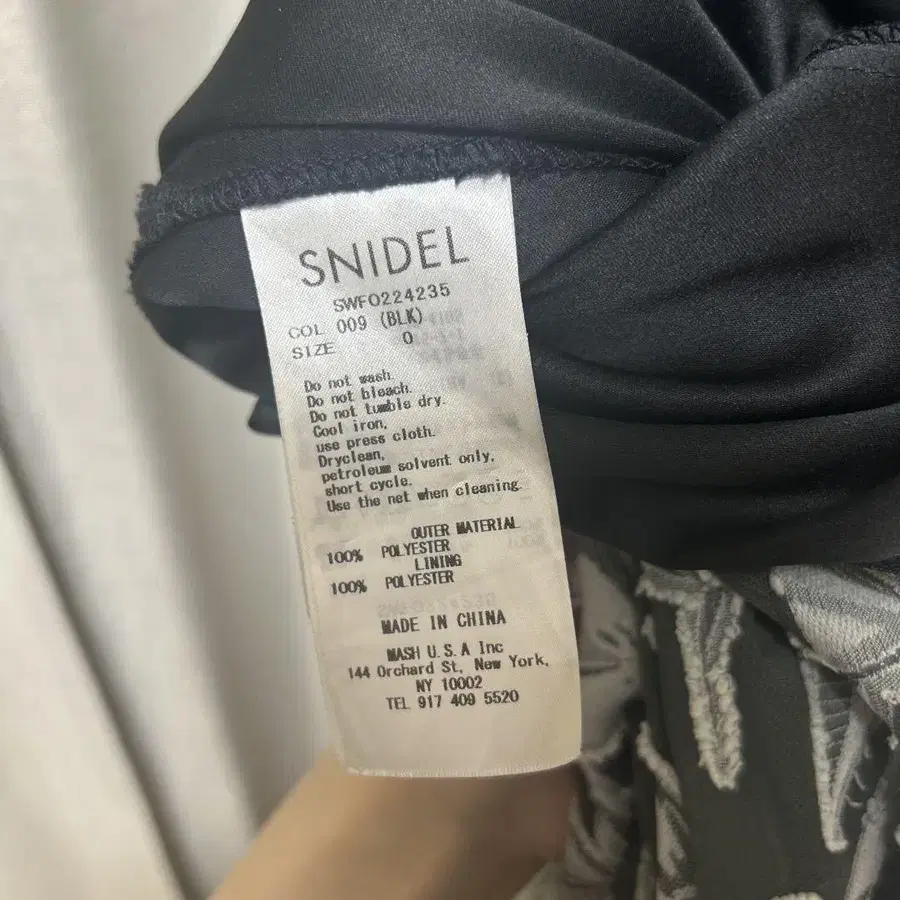 SNIDEL
SWFO224235
COL 009 (BLK)
SIZE 0
Do not wash.
Do not bleach.
Do not tumble dry.
Cool iron,
use press cloth.
Dryclean,
petroleum solvent only,
short cycle.
Use the net when cleaning.
OUTER MATERIAL
100% POLYESTER
LINING
100% POLYESTER
MADE IN CHINA
MASH U.S.A Inc
144 Orchard St, New York,
NY 10002
TEL 917 409 5520